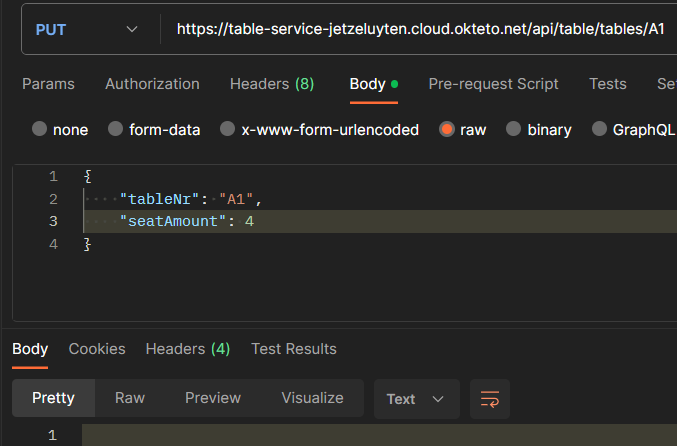 PUT https://table-service-jetzeluyten.cloud.okteto.net/api/table/tables/A1
Params Authorization Headers (8) Body Pre-request Script Tests Se
none form-data x-www-form-urlencoded raw binary GraphQL
1 {
2 "tableNr": "A1",
3 "seatAmount": 4
4 }
Body Cookies Headers (4) Test Results
Pretty Raw Preview Visualize Text
1